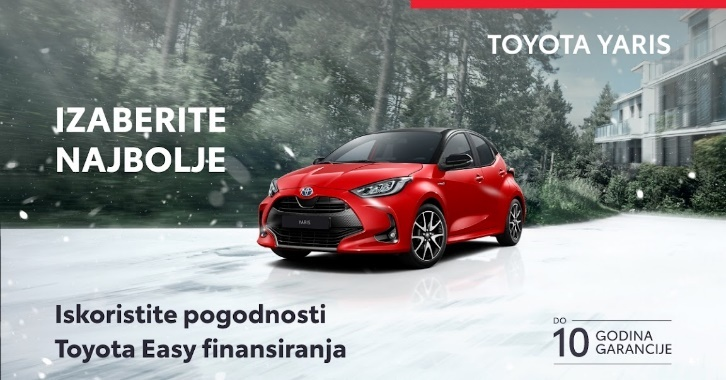 TOYOTA YARIS
IZABERITE
NAJBOLJE
YARIS
Iskoristite pogodnosti
Toyota Easy finansiranja
DO
10 GODINA
GARANCIJE